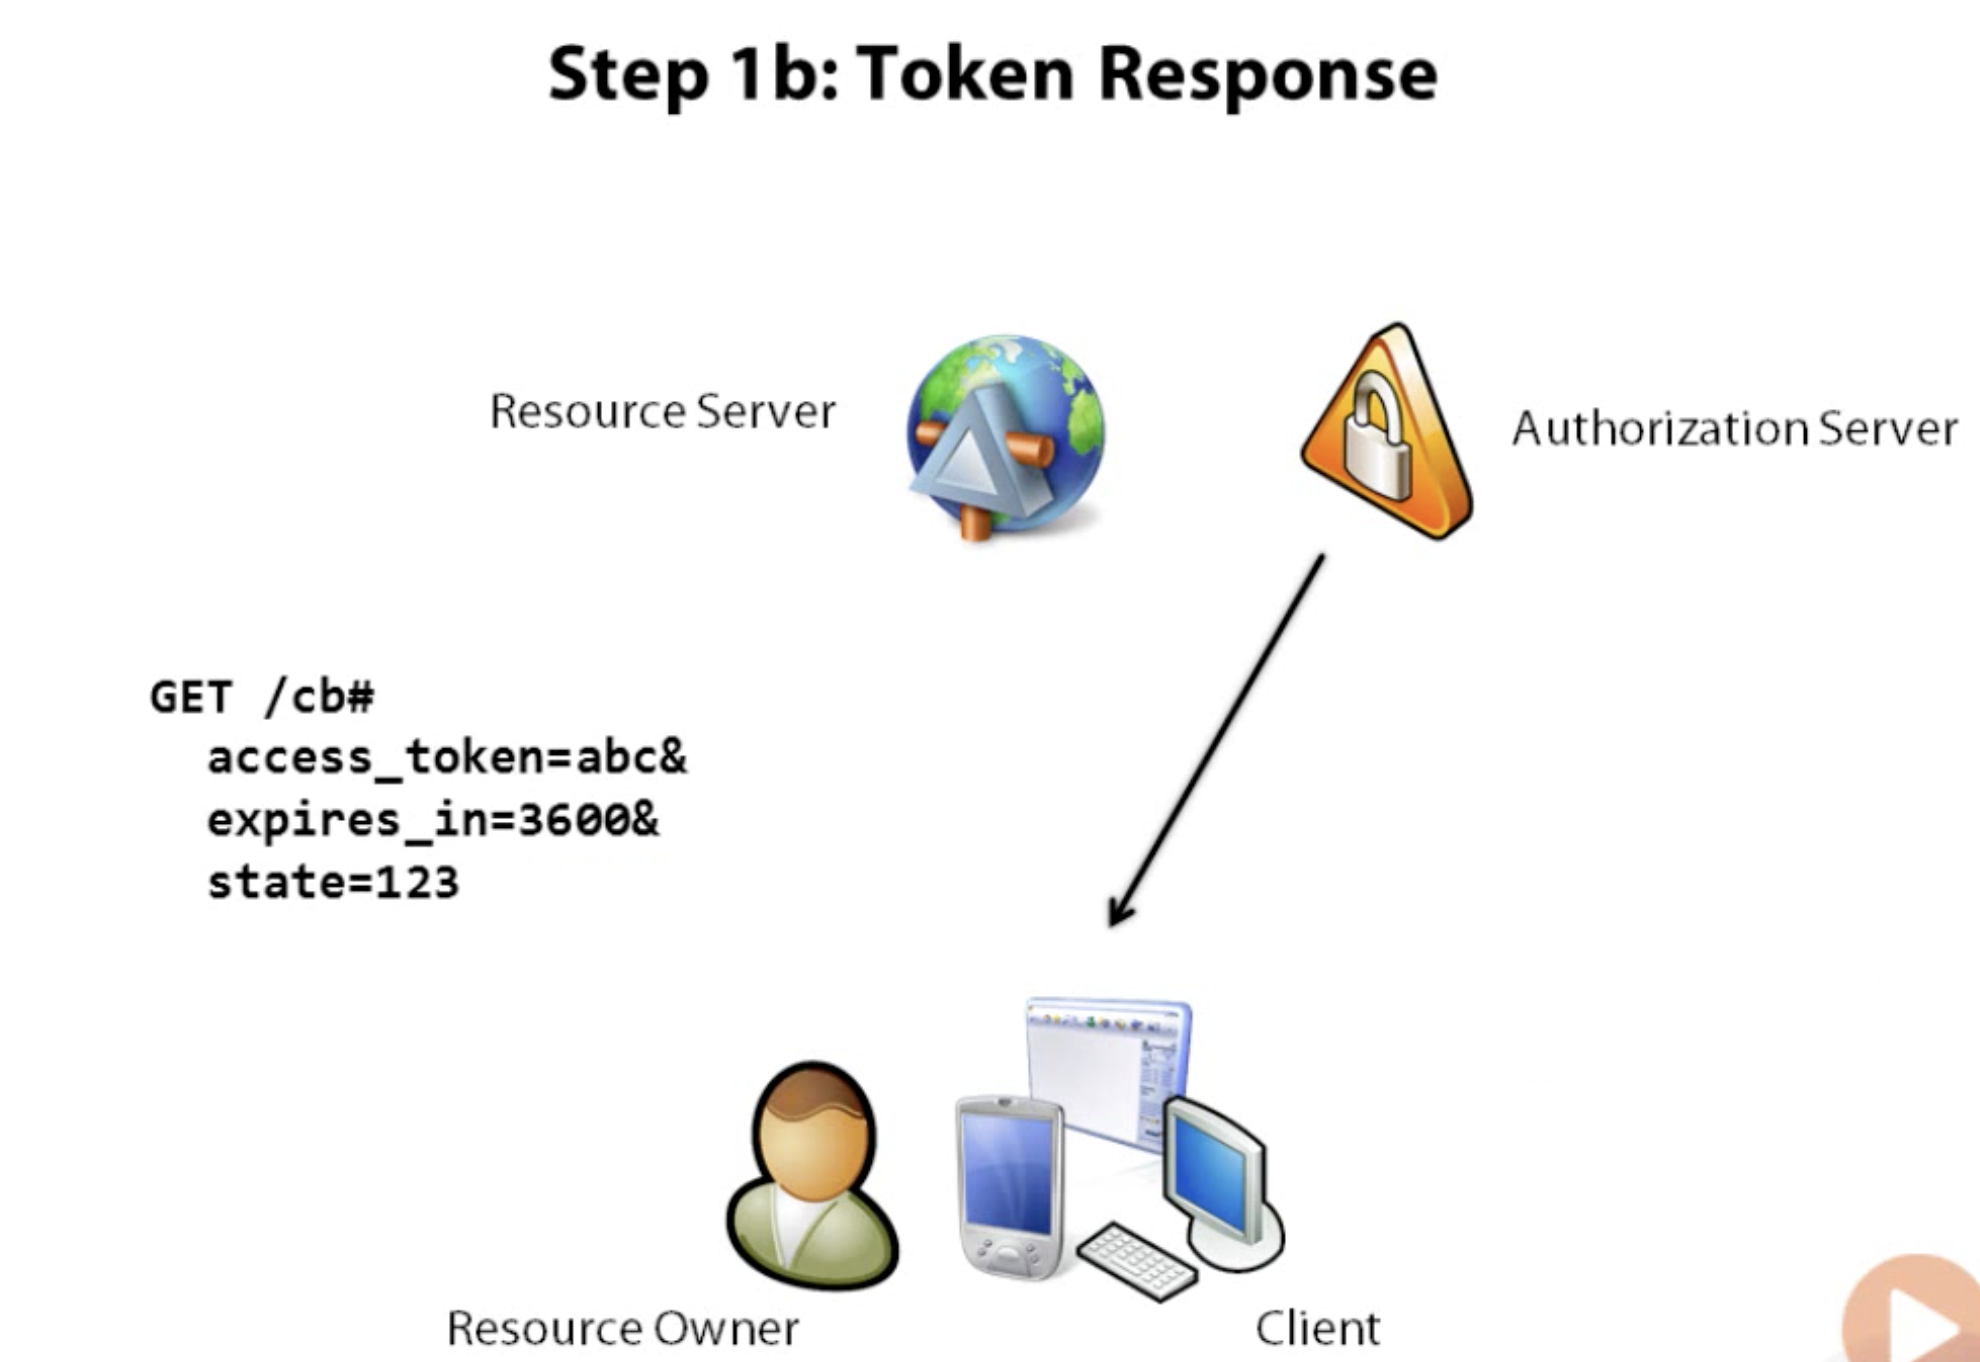 Step 1b: Token Response
Resource Server
Authorization Server
GET /cb#
access_token=abc&
expires_in=3600&
state=123
Resource Owner
Client